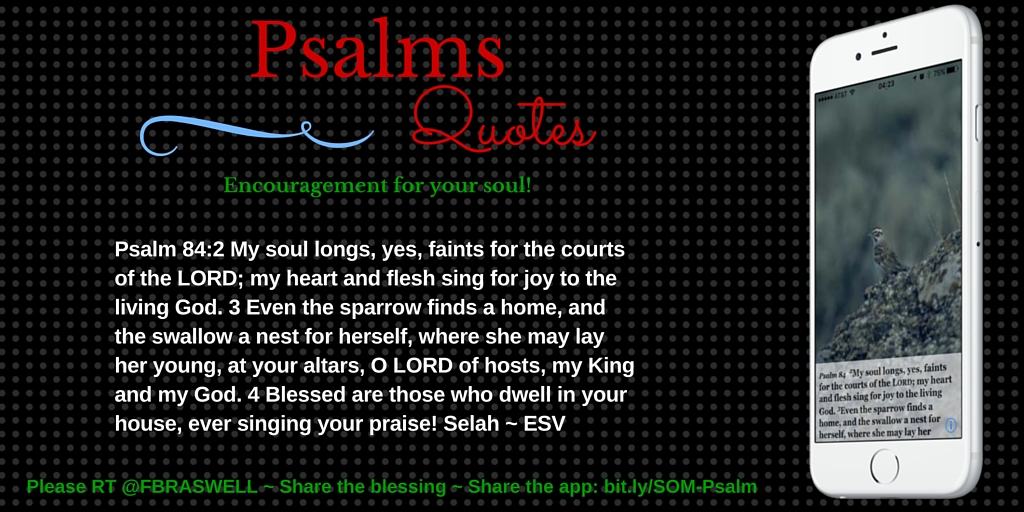 Psalms
Quotes
Encouragement for your soul!
Psalm 84:2 My soul longs, yes, faints for the courts
of the LORD; my heart and flesh sing for joy to the
living God. 3 Even the sparrow finds a home, and
the swallow a nest for herself, where she may lay
her young, at your altars, O LORD of hosts, my King
and my God. 4 Blessed are those who dwell in your
house, ever singing your praise! Selah ~ ESV
Please RT @FBRASWELL ~ Share the blessing ~ Share the app: bit.ly/SOM-Psalm
AT&T 04:23 75%
Psalm 84 ²My soul longs, yes, faints
for the courts of the LORD; my heart
and flesh sing for joy to the living
God. ³Even the sparrow finds a
home, and the swallow a nest for
herself, where she may lay her